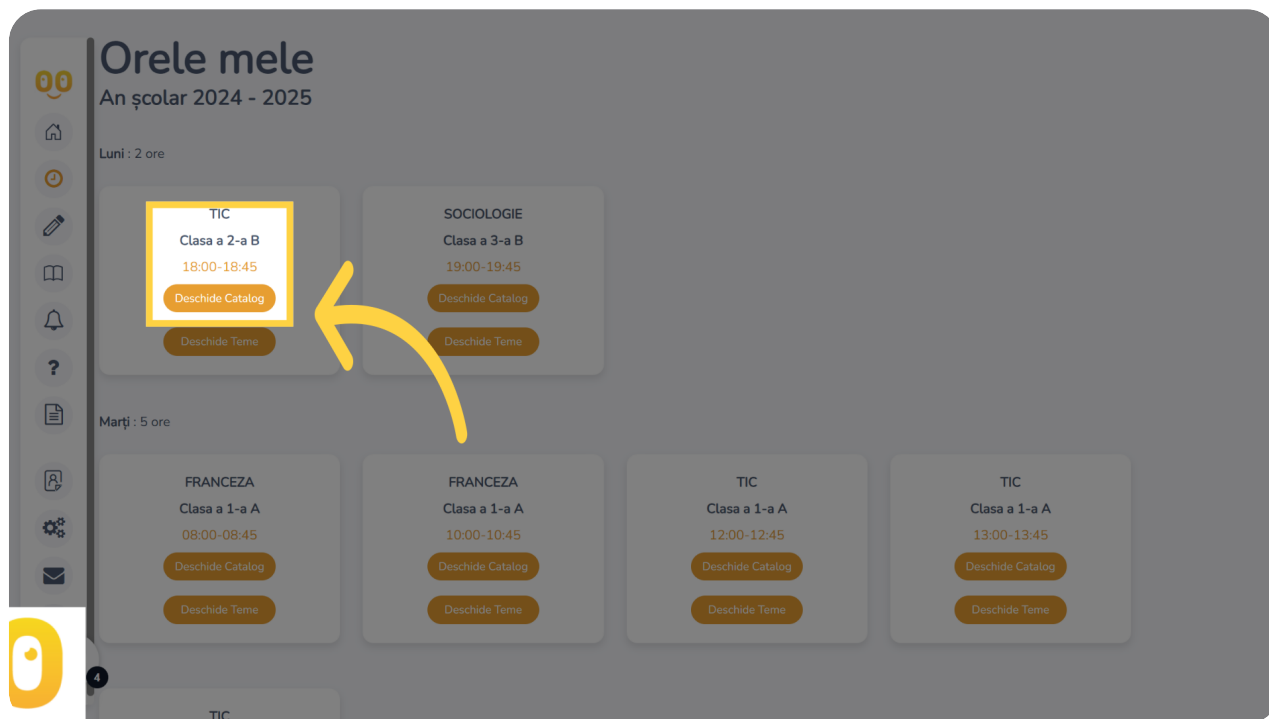 Orele mele
An școlar 2024 - 2025
Luni : 2 ore
TIC
Clasa a 2-a B
18:00-18:45
Deschide Catalog
Deschide Teme
SOCIOLOGIE
Clasa a 3-a B
19:00-19:45
Deschide Catalog
Deschide Teme
Marți : 5 ore
FRANCEZA
Clasa a 1-a A
08:00-08:45
Deschide Catalog
Deschide Teme
FRANCEZA
Clasa a 1-a A
10:00-10:45
Deschide Catalog
Deschide Teme
TIC
Clasa a 1-a A
12:00-12:45
Deschide Catalog
Deschide Teme
TIC
Clasa a 1-a A
13:00-13:45
Deschide Catalog
Deschide Teme
?
4
TIC